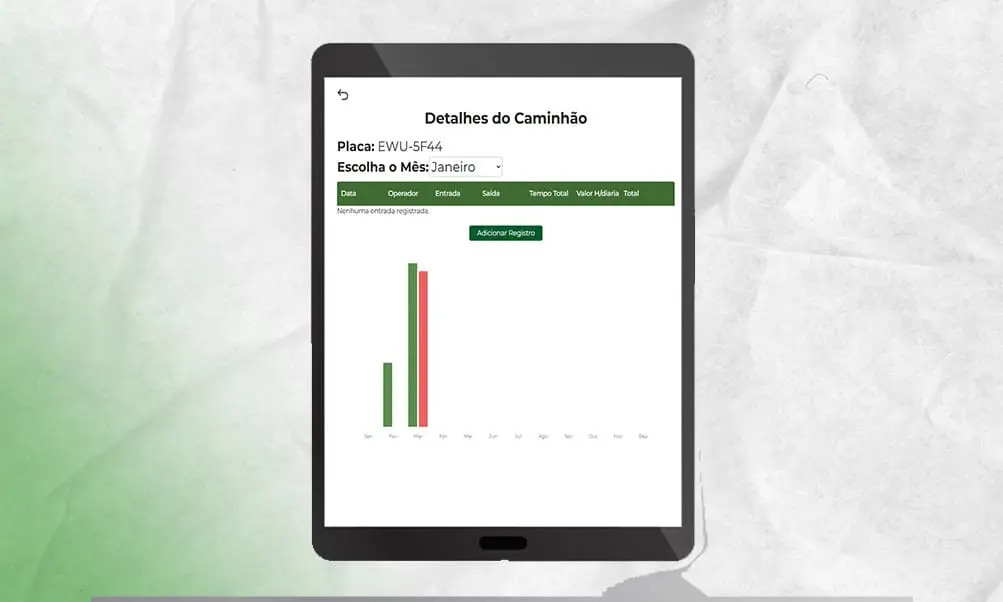 Detalhes do Caminhão
Placa: EWU-5F44
Escolha o Mês: Janeiro
Data Operador Entrada Saída Tempo Total Valor H/diaria Total
Nenhuma entrada registrada.
Adicionar Registro
Jan Fev Mar Abr Mai Jun Jul Ago Set Out Nov Dez